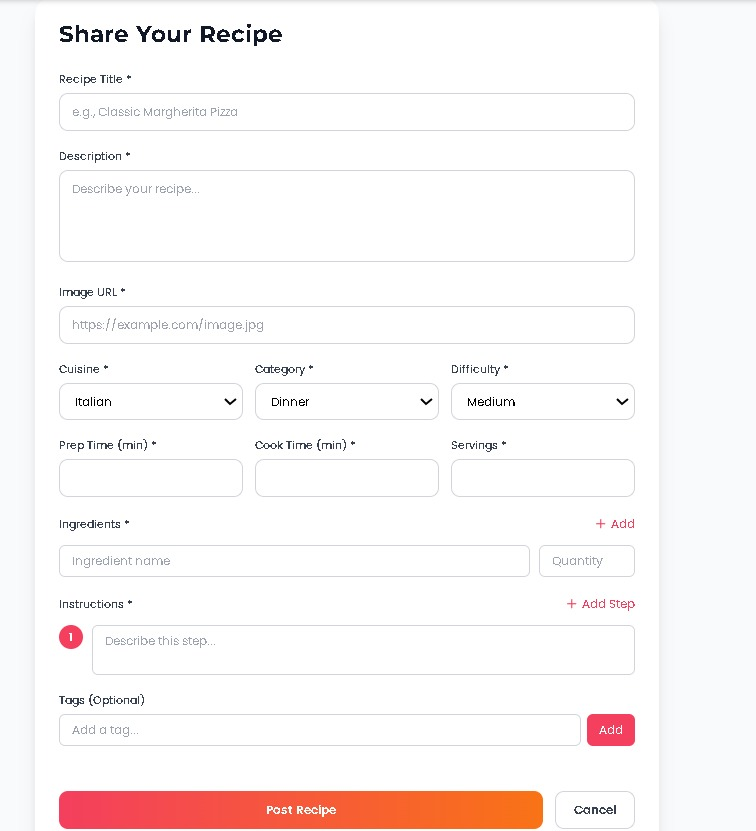 Share Your Recipe
Recipe Title *
e.g., Classic Margherita Pizza
Description *
Describe your recipe...
Image URL *
https://example.com/image.jpg
Cuisine * Category * Difficulty *
Italian Dinner Medium
Prep Time (min) * Cook Time (min) * Servings *
Ingredients * + Add
Ingredient name Quantity
Instructions * + Add Step
1 Describe this step...
Tags (Optional)
Add a tag... Add
Post Recipe Cancel